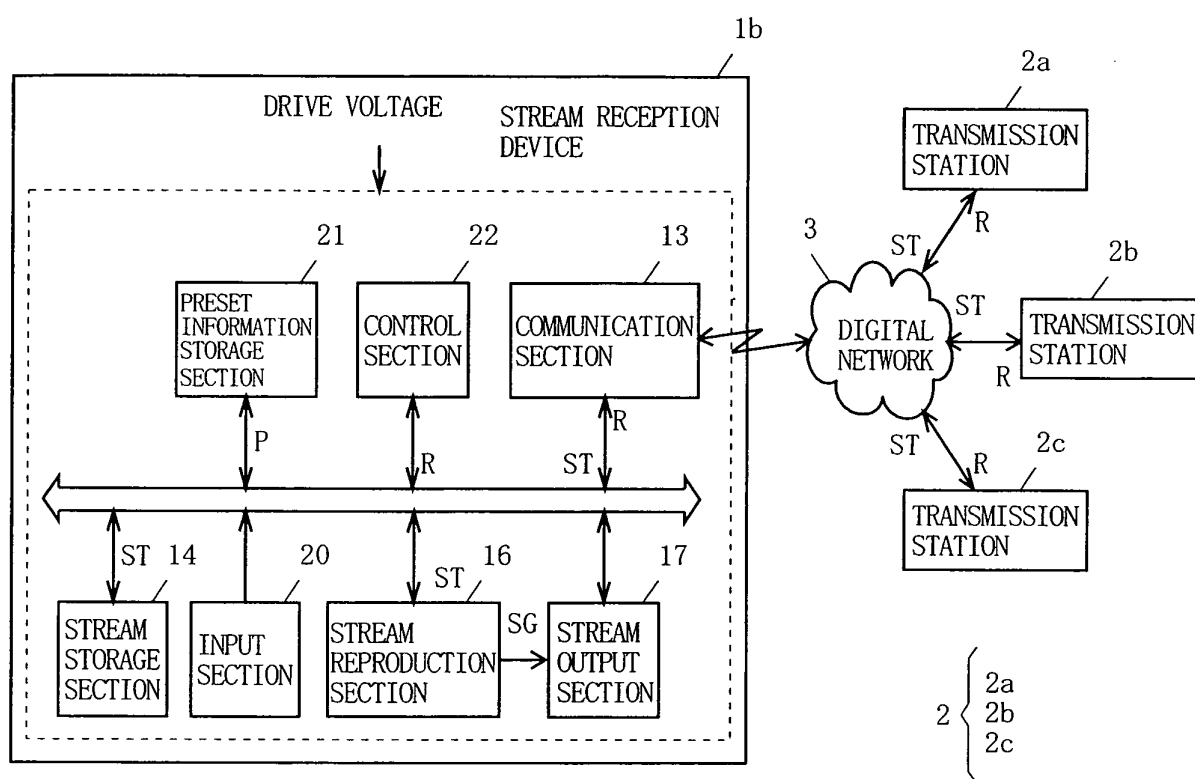 1b
2a
DRIVE VOLTAGE
STREAM RECEPTION
DEVICE
TRANSMISSION
STATION
R
ST
3
2b
21
22
13
PRESET
INFORMATION
STORAGE
SECTION
CONTROL
SECTION
COMMUNICATION
SECTION
DIGITAL
NETWORK
ST
R
TRANSMISSION
STATION
P
R
R
ST
ST
R
2c
TRANSMISSION
STATION
ST
14
20
ST
16
17
STREAM
STORAGE
SECTION
INPUT
SECTION
STREAM
REPRODUCTION
SECTION
SG
STREAM
OUTPUT
SECTION
2
2a
2b
2c